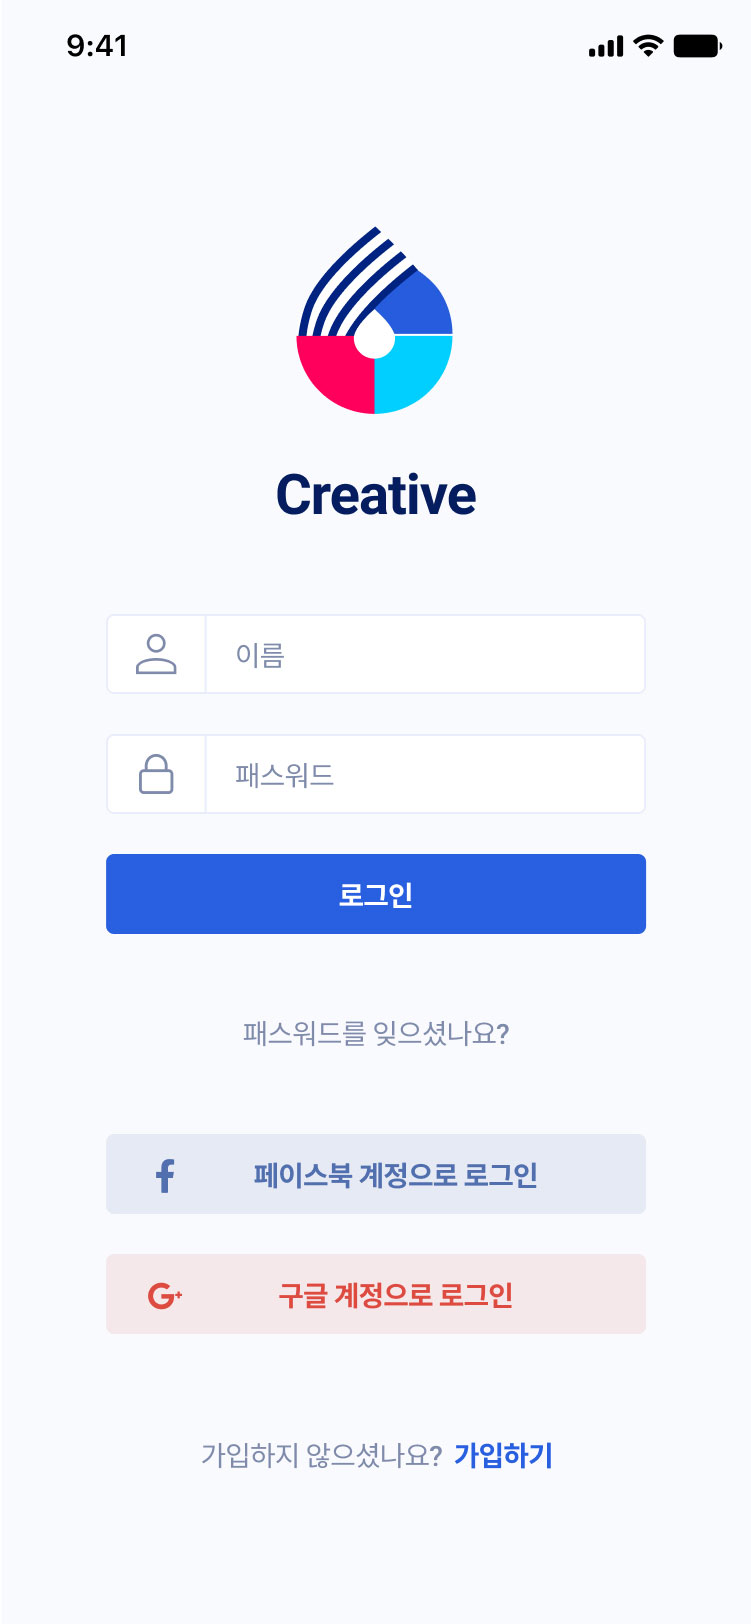 9:41
Creative
이름
패스워드
로그인
패스워드를 잊으셨나요?
페이스북 계정으로 로그인
구글 계정으로 로그인
가입하지 않으셨나요? 가입하기